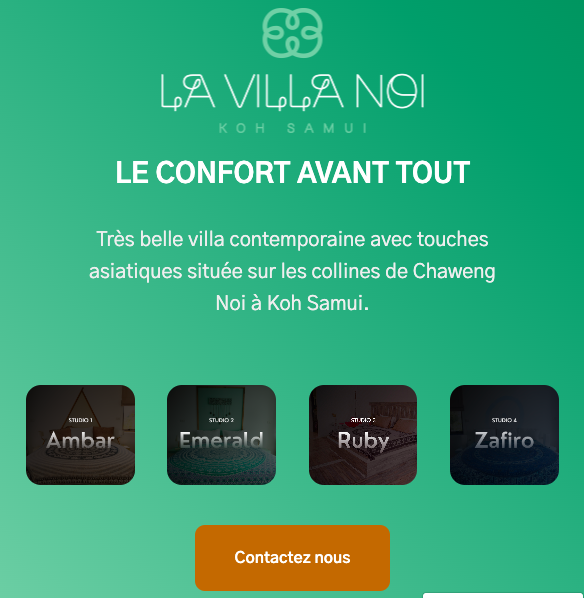 LA VILLA NOI
KOH SAMUI
LE CONFORT AVANT TOUT
Très belle villa contemporaine avec touches
asiatiques située sur les collines de Chaweng
Noi à Koh Samui.
STUDIO 1
Ambar
STUDIO 2
Emerald
STUDIO 3
Ruby
STUDIO 4
Zafiro
Contactez nous